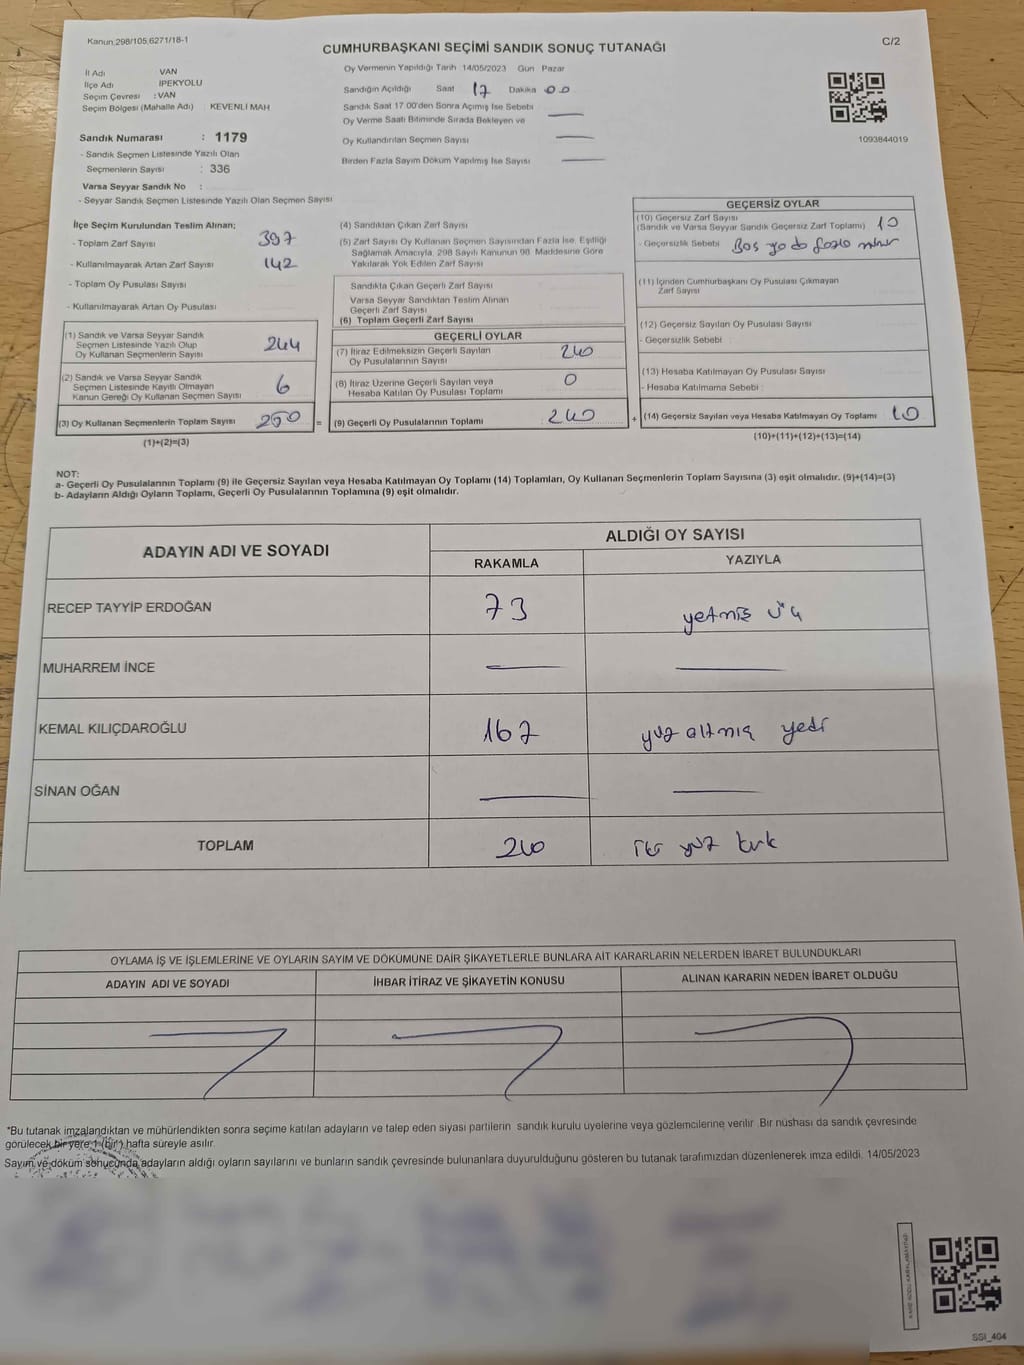 Kanun 298/105,6271/18-1
C/2
CUMHURBAŞKANI SEÇİMİ SANDIK SONUÇ TUTANAĞI
İl Adı VAN
İlçe Adı İPEKYOLU
Seçim Çevresi : VAN
Seçim Bölgesi (Mahalle Adı) : KEVENLİ MAH
Sandık Numarası : 1179
- Sandık Seçmen Listesinde Yazılı Olan
Seçmenlerin Sayısı : 336
Varsa Seyyar Sandık No :
- Seyyar Sandık Seçmen Listesinde Yazılı Olan Seçmen Sayısı
Oy Vermenin Yapıldığı Tarih 14/05/2023 Gün Pazar
Sandığın Açıldığı Saat 17 Dakika 00
Sandık Saat 17.00'den Sonra Açımış İse Sebebi
Oy Verme Saati Bitiminde Sırada Bekleyen ve
Oy Kullandırılan Seçmen Sayısı
Birden Fazla Sayım Döküm Yapılmış İse Sayısı
1093844019
İlçe Seçim Kurulundan Teslim Alınan;
- Toplam Zarf Sayısı 397
- Kullanılmayarak Artan Zarf Sayısı 142
- Toplam Oy Pusulası Sayısı
- Kullanılmayarak Artan Oy Pusulası
(1) Sandık ve Varsa Seyyar Sandık
Seçmen Listesinde Yazılı Olup
Oy Kullanan Seçmenlerin Sayısı 244
(2) Sandık ve Varsa Seyyar Sandık
Seçmen Listesinde Kayıtlı Olmayan
Kanun Gereği Oy Kullanan Seçmen Sayısı 6
(3) Oy Kullanan Seçmenlerin Toplam Sayısı 250 =
(1)+(2)=(3)
(4) Sandıktan Çıkan Zarf Sayısı
(5) Zarf Sayısı Oy Kullanan Seçmen Sayısından Fazla İse, Eşitliği
Sağlamak Amacıyla, 298 Sayılı Kanunun 98. Maddesine Göre
Yakılarak Yok Edilen Zarf Sayısı
Sandıkta Çıkan Geçerli Zarf Sayısı
Varsa Seyyar Sandıktan Teslim Alınan
Geçerli Zarf Sayısı
(6) Toplam Geçerli Zarf Sayısı
GEÇERLİ OYLAR
(7) İtiraz Edilmeksizin Geçerli Sayılan
Oy Pusulalarının Sayısı 240
(8) İtiraz Üzerine Geçerli Sayılan veya
Hesaba Katılan Oy Pusulası Toplamı 0
(9) Geçerli Oy Pusulalarının Toplamı : 240 +
GEÇERSİZ OYLAR
(10) Geçersiz Zarf Sayısı
(Sandık ve Varsa Seyyar Sandık Geçersiz Zarf Toplamı) 10
- Geçersizlik Sebebi : Boş ya da fazla mühür
(11) İçinden Cumhurbaşkanı Oy Pusulası Çıkmayan
Zarf Sayısı
(12) Geçersiz Sayılan Oy Pusulası Sayısı
- Geçersizlik Sebebi :
(13) Hesaba Katılmayan Oy Pusulası Sayısı
- Hesaba Katılmama Sebebi :
(14) Geçersiz Sayılan veya Hesaba Katılmayan Oy Toplamı 10
(10)+(11)+(12)+(13)=(14)
NOT:
a- Geçerli Oy Pusulalarının Toplamı (9) ile Geçersiz Sayılan veya Hesaba Katılmayan Oy Toplamı (14) Toplamları, Oy Kullanan Seçmenlerin Toplam Sayısına (3) eşit olmalıdır. (9)+(14)=(3)
b- Adayların Aldığı Oyların Toplamı, Geçerli Oy Pusulalarının Toplamına (9) eşit olmalıdır.
ADAYIN ADI VE SOYADI
ALDIĞI OY SAYISI
RAKAMLA YAZIYLA
RECEP TAYYİP ERDOĞAN 73 yetmiş üç
MUHARREM İNCE
KEMAL KILIÇDAROĞLU 167 yüz altmış yedi
SİNAN OĞAN
TOPLAM 240 iki yüz kırk
OYLAMA İŞ VE İŞLEMLERİNE VE OYLARIN SAYIM VE DÖKÜMÜNE DAİR ŞİKAYETLERLE BUNLARA AİT KARARLARIN NELERDEN İBARET BULUNDUKLARI
ADAYIN ADI VE SOYADI İHBAR İTİRAZ VE ŞİKAYETİN KONUSU ALINAN KARARIN NEDEN İBARET OLDUĞU
*Bu tutanak imzalandıktan ve mühürlendikten sonra seçime katılan adayların ve talep eden siyasi partilerin sandık kurulu üyelerine veya gözlemcilerine verilir. Bir nüshası da sandık çevresinde
görülecek bir yere 1 (bir) hafta süreyle asılır.
Sayım ve döküm sonucunda adayların aldığı oyların sayılarını ve bunların sandık çevresinde bulunanlara duyurulduğunu gösteren bu tutanak tarafımızdan düzenlenerek imza edildi. 14/05/2023
SSI_404